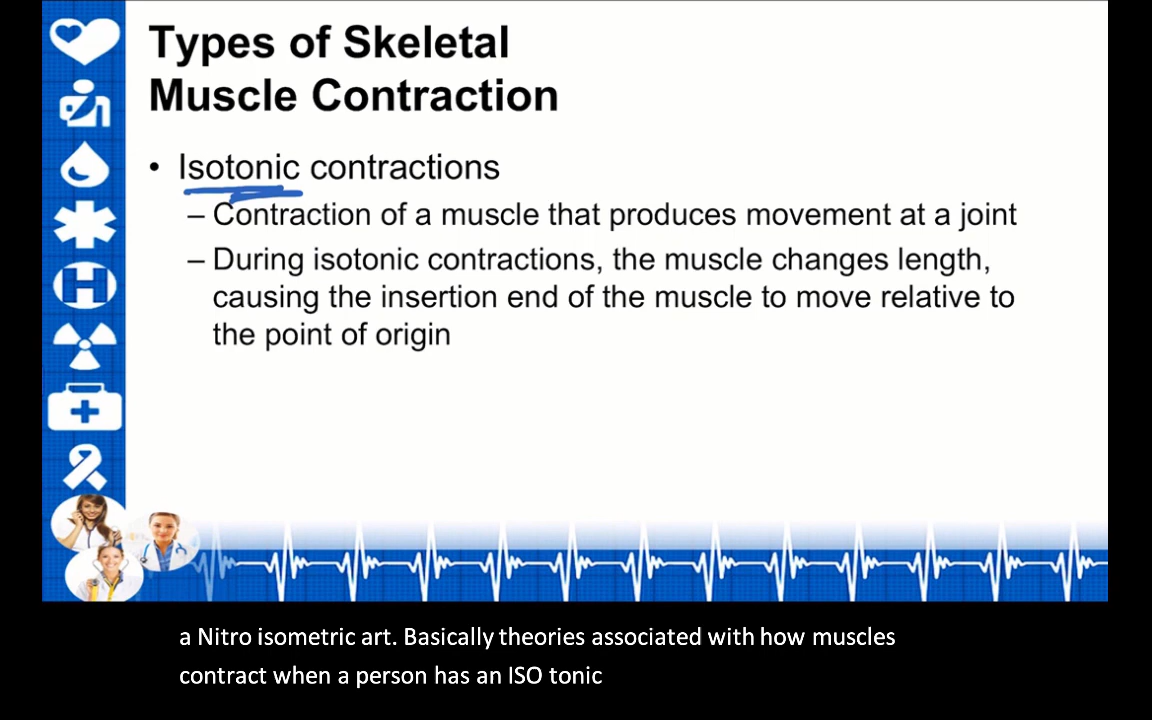 Types of Skeletal
Muscle Contraction
• Isotonic contractions
– Contraction of a muscle that produces movement at a joint
– During isotonic contractions, the muscle changes length,
causing the insertion end of the muscle to move relative to
the point of origin
H
a Nitro isometric art. Basically theories associated with how muscles
contract when a person has an ISO tonic